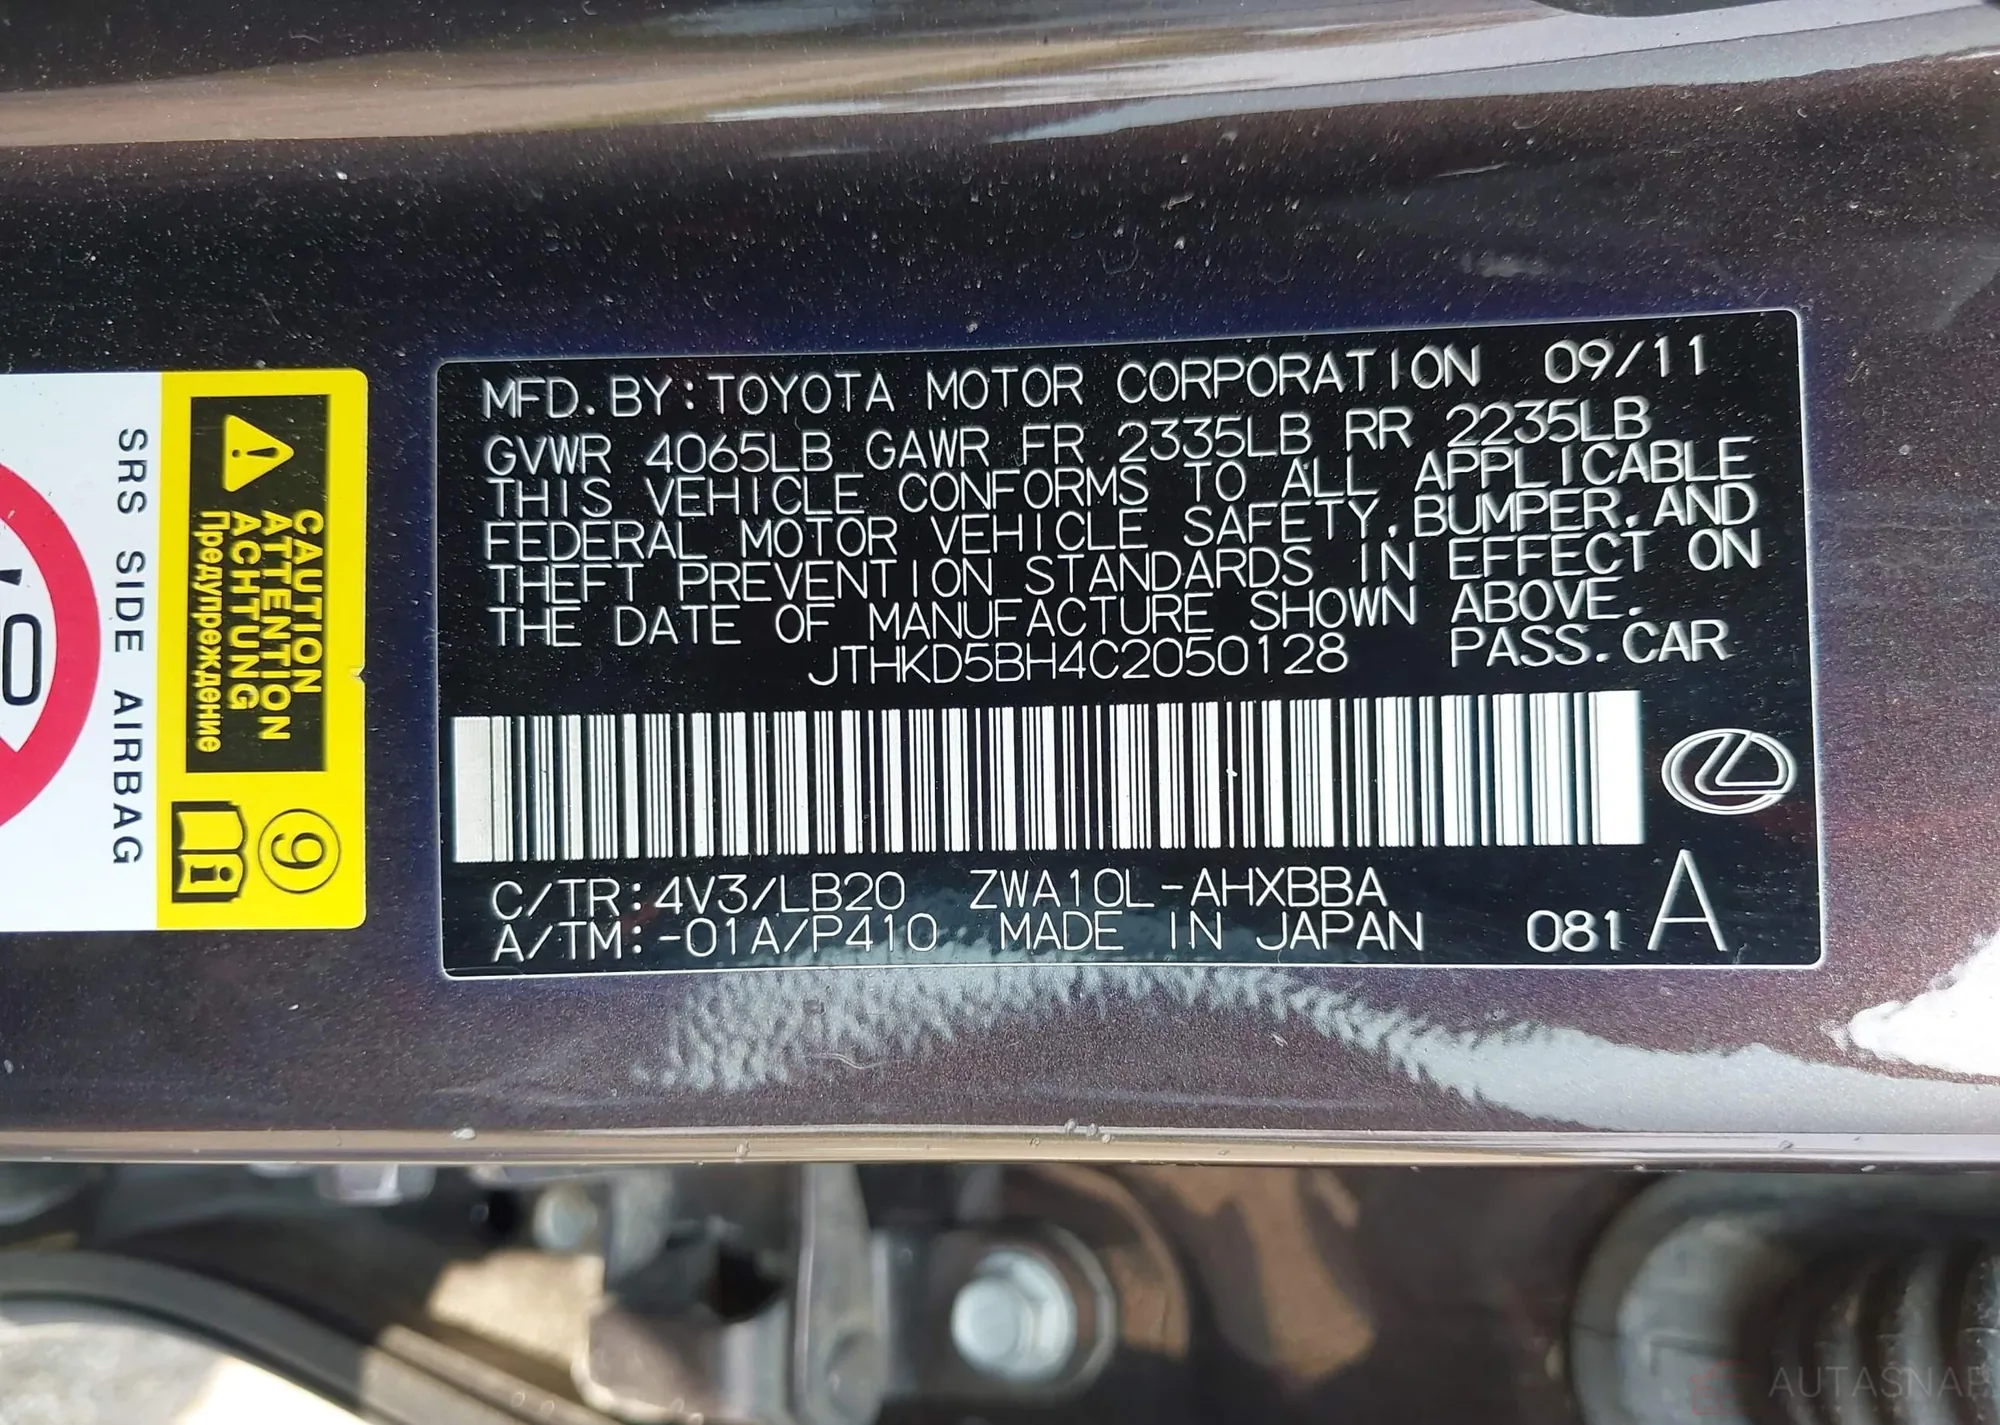 MFD. BY: TOYOTA MOTOR CORPORATION 09/11
GVWR 4065LB GAWR FR 2335LB RR 2235LB
THIS VEHICLE CONFORMS TO ALL APPLICABLE
FEDERAL MOTOR VEHICLE SAFETY, BUMPER, AND
THEFT PREVENTION STANDARDS IN EFFECT ON
THE DATE OF MANUFACTURE SHOWN ABOVE.
JTHKD5BH4C2050128 PASS. CAR
C/TR: 4V3/LB20 ZWA10L-AHXBBA
A/TM: -01A/P410 MADE IN JAPAN 081 A
CAUTION
ATTENTION
ACHTUNG
Предупреждение
9
SRS SIDE AIRBAG
AUTASNAP